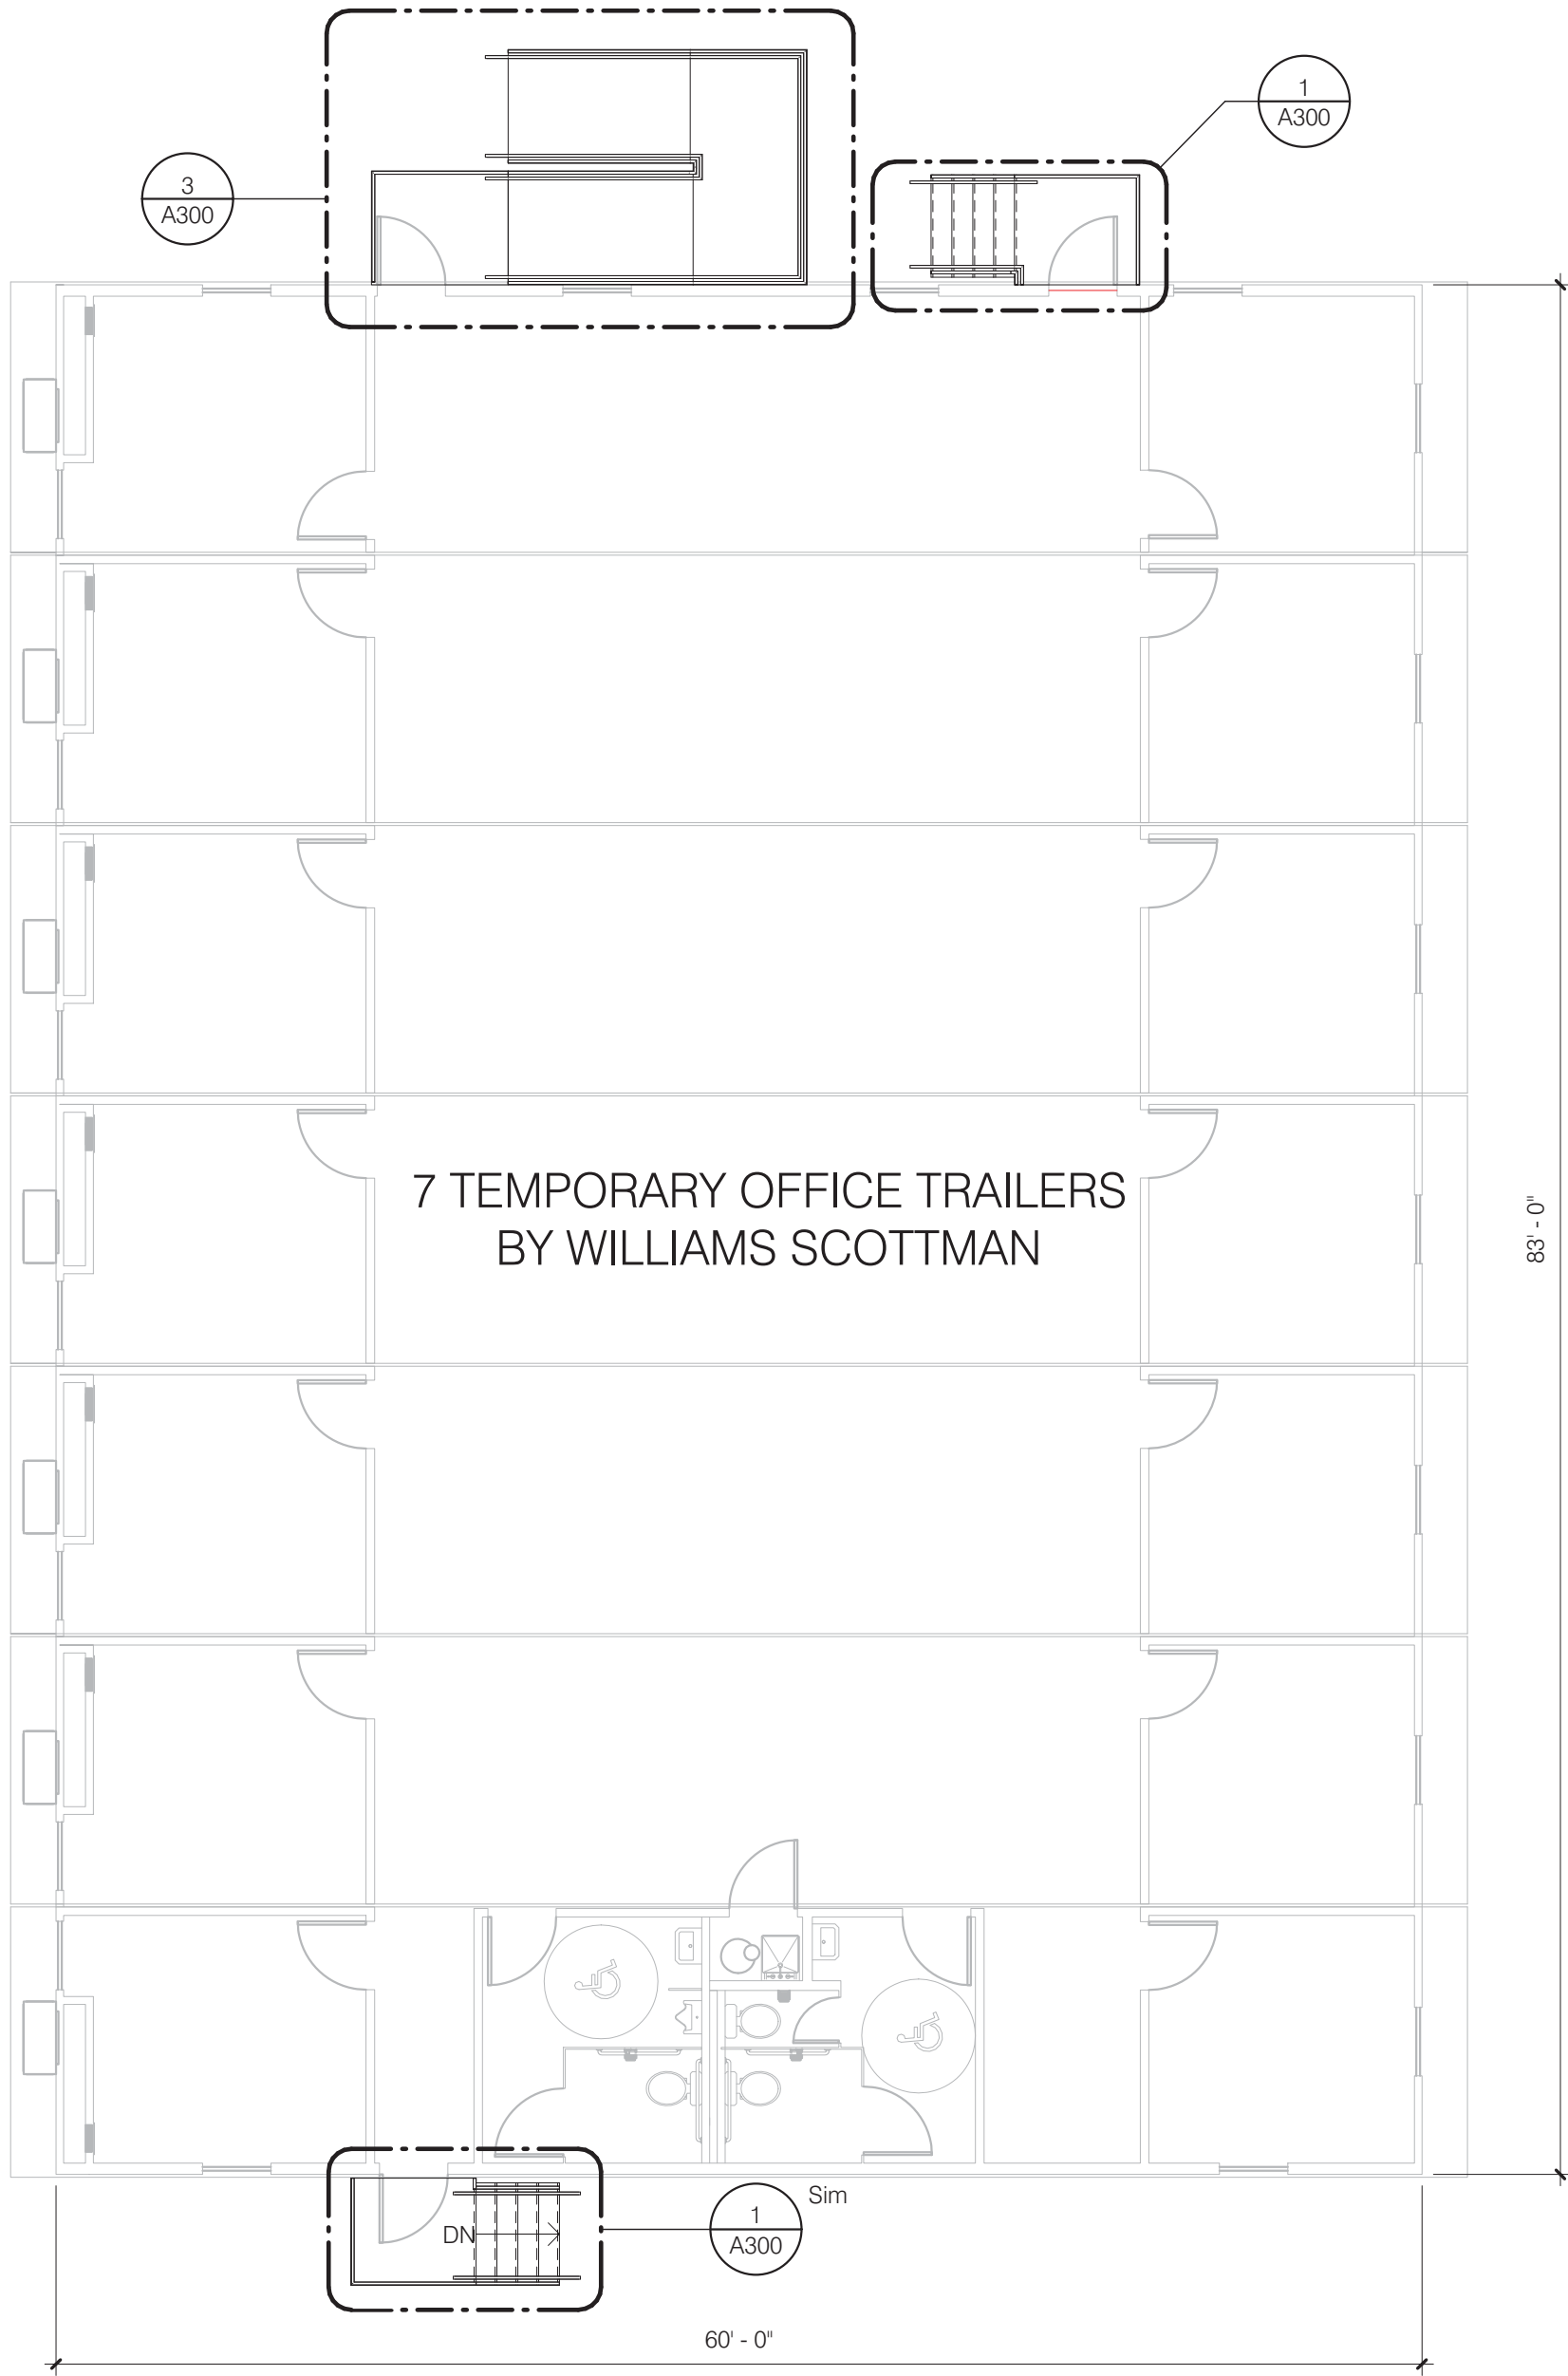 1
A300
3
A300
7 TEMPORARY OFFICE TRAILERS
BY WILLIAMS SCOTTMAN
83' - 0"
Sim
1
A300
DN
60' - 0"